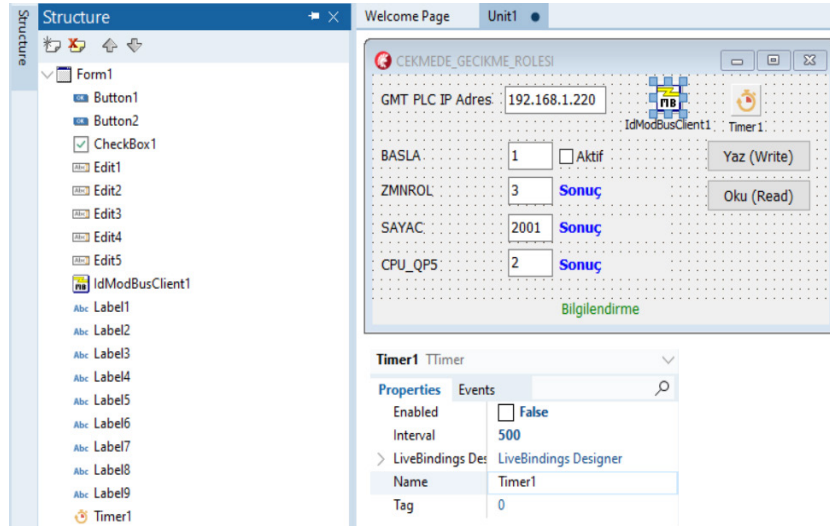 Structure
Structure
Form1
Button1
Button2
CheckBox1
Edit1
Edit2
Edit3
Edit4
Edit5
IdModBusClient1
Label1
Label2
Label3
Label4
Label5
Label6
Label7
Label8
Label9
Timer1
Welcome Page Unit1
CEKMEDE_GECIKME_ROLESI
GMT PLC IP Adres 192.168.1.220
MB
IdModBusClient1 Timer1
BASLA 1 Aktif Yaz (Write)
ZMNROL 3 Sonuç Oku (Read)
SAYAC 2001 Sonuç
CPU_QP5 2 Sonuç
Bilgilendirme
Timer1 TTimer
Properties Events
Enabled False
Interval 500
LiveBindings Des LiveBindings Designer
Name Timer1
Tag 0